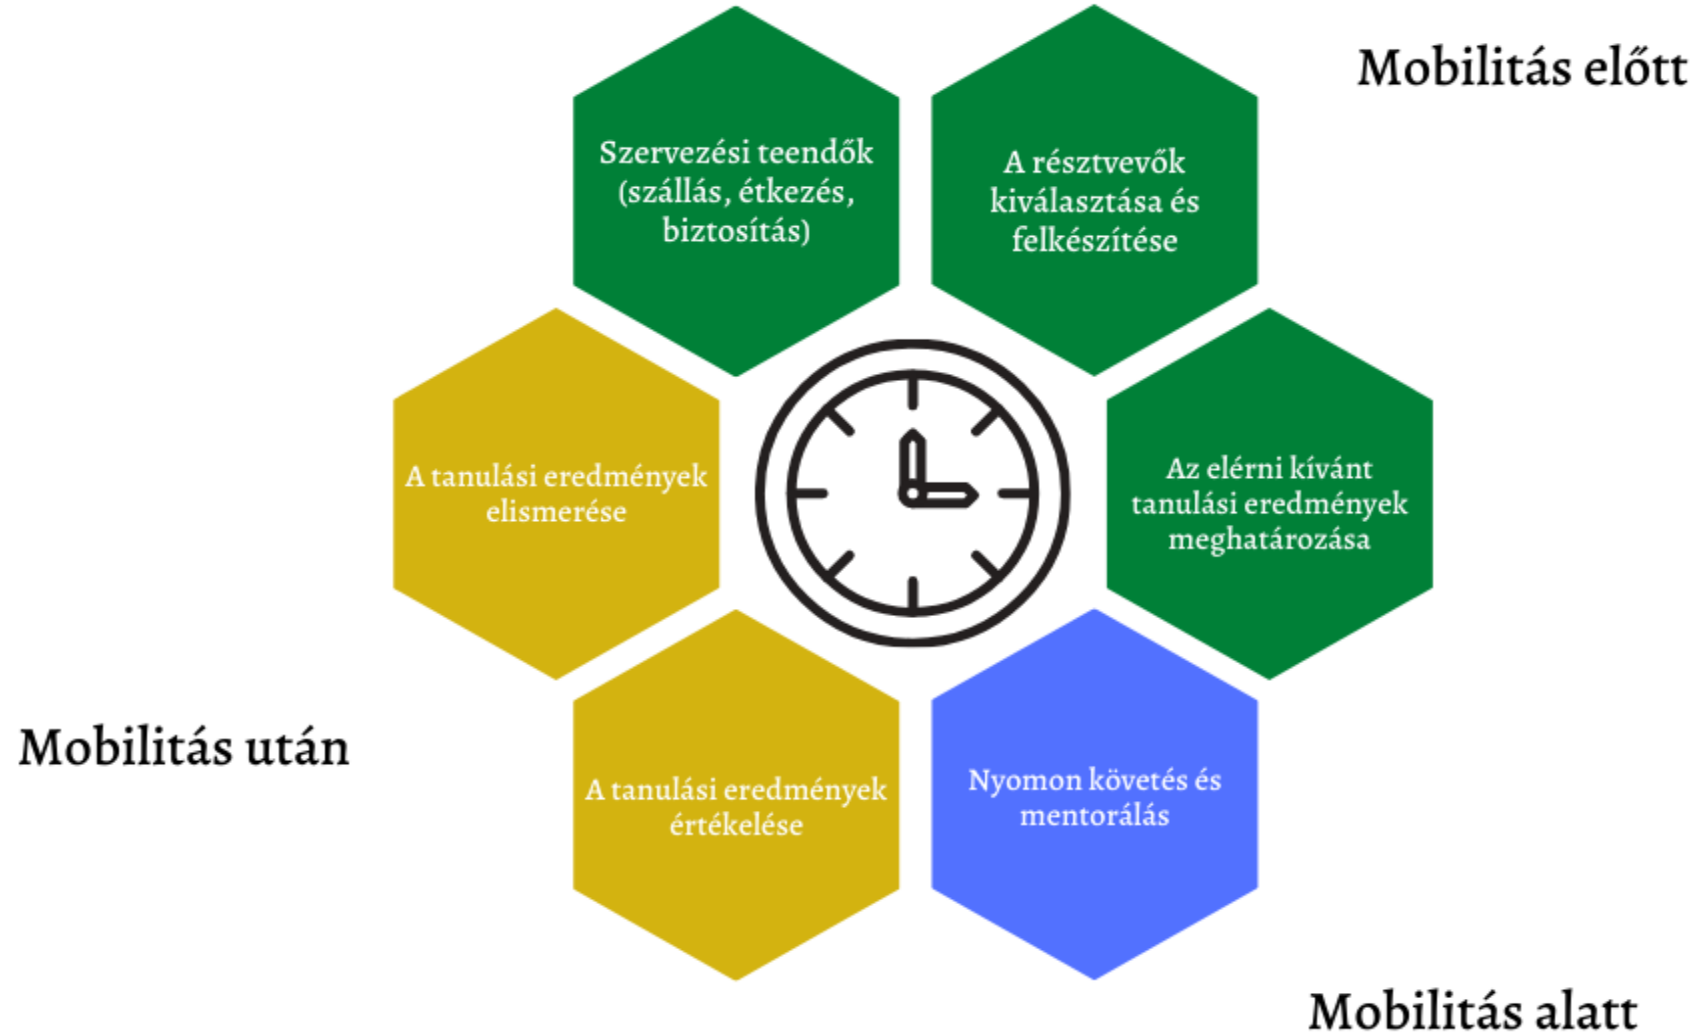 Mobilitás előtt
Szervezési teendők
(szállás, étkezés,
biztosítás)
A résztvevők
kiválasztása és
felkészítése
A tanulási eredmények
elismerése
Az elérni kívánt
tanulási eredmények
meghatározása
Mobilitás után
A tanulási eredmények
értékelése
Nyomon követés és
mentorálás
Mobilitás alatt